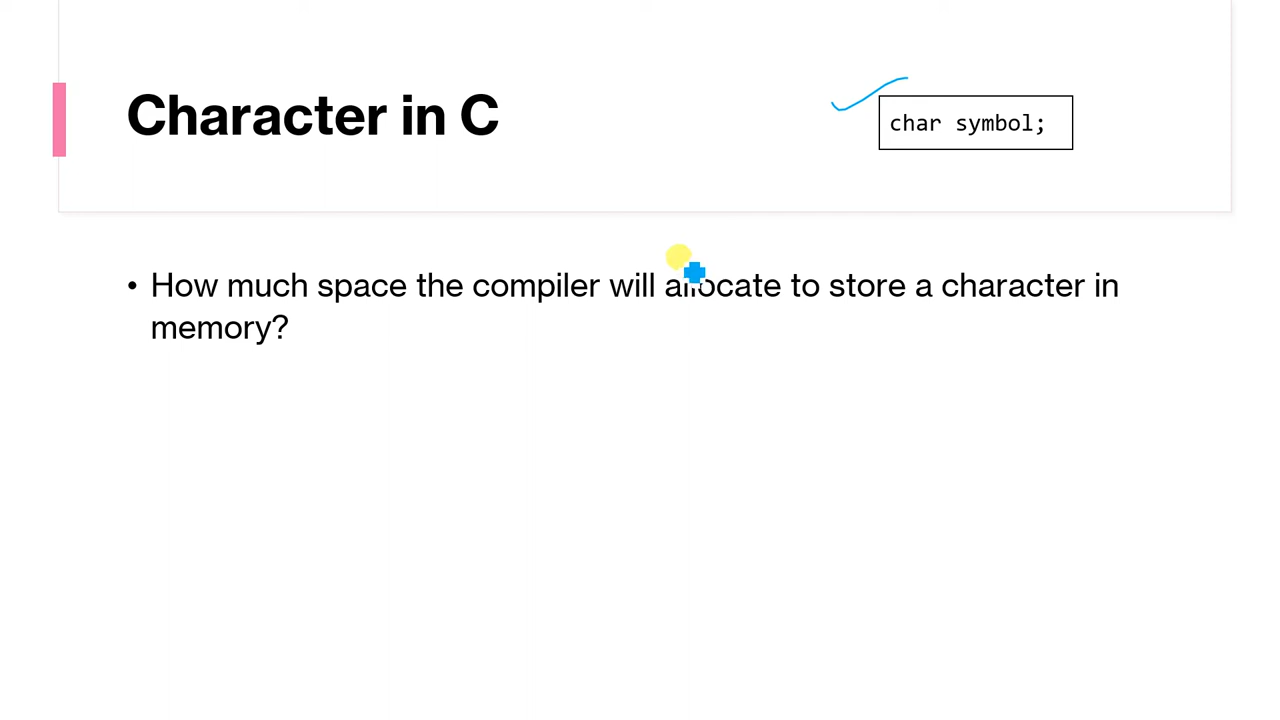 Character in C
char symbol;
• How much space the compiler will allocate to store a character in
memory?